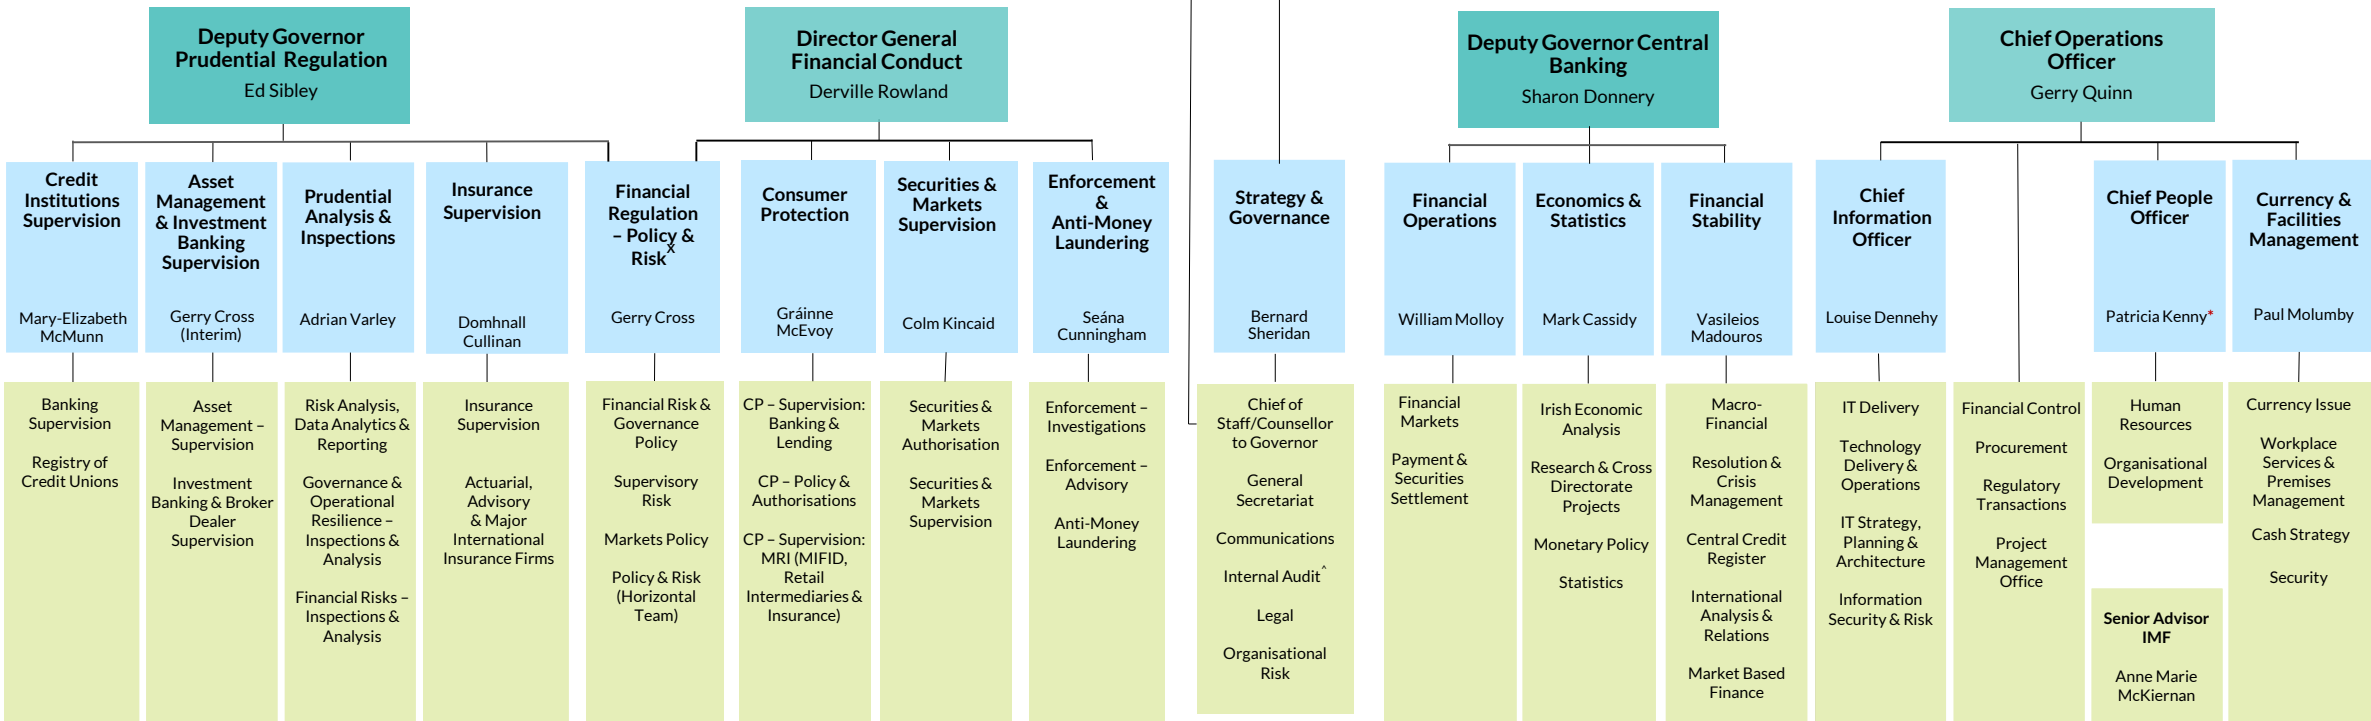 Deputy Governor
Prudential Regulation
Ed Sibley
Director General
Financial Conduct
Derville Rowland
Deputy Governor Central
Banking
Sharon Donnery
Chief Operations
Officer
Gerry Quinn
Credit
Institutions
Supervision
Mary-Elizabeth
McMunn
Asset
Management
& Investment
Banking
Supervision
Gerry Cross
(Interim)
Prudential
Analysis &
Inspections
Adrian Varley
Insurance
Supervision
Domhnall
Cullinan
Financial
Regulation
– Policy &
Risk^x
Gerry Cross
Consumer
Protection
Gráinne
McEvoy
Securities &
Markets
Supervision
Colm Kincaid
Enforcement
&
Anti-Money
Laundering
Seána
Cunningham
Strategy &
Governance
Bernard
Sheridan
Financial
Operations
William Molloy
Economics &
Statistics
Mark Cassidy
Financial
Stability
Vasileios
Madouros
Chief
Information
Officer
Louise Dennehy
Chief People
Officer
Patricia Kenny*
Currency &
Facilities
Management
Paul Molumby
Banking
Supervision
Registry of
Credit Unions
Asset
Management –
Supervision
Investment
Banking & Broker
Dealer
Supervision
Risk Analysis,
Data Analytics &
Reporting
Governance &
Operational
Resilience –
Inspections &
Analysis
Financial Risks –
Inspections &
Analysis
Insurance
Supervision
Actuarial,
Advisory
& Major
International
Insurance Firms
Financial Risk &
Governance
Policy
Supervisory
Risk
Markets Policy
Policy & Risk
(Horizontal
Team)
CP – Supervision:
Banking &
Lending
CP – Policy &
Authorisations
CP – Supervision:
MRI (MIFID,
Retail
Intermediaries &
Insurance)
Securities &
Markets
Authorisation
Securities &
Markets
Supervision
Enforcement –
Investigations
Enforcement –
Advisory
Anti-Money
Laundering
Chief of
Staff/Counsellor
to Governor
General
Secretariat
Communications
Internal Audit^
Legal
Organisational
Risk
Financial
Markets
Payment &
Securities
Settlement
Irish Economic
Analysis
Research & Cross
Directorate
Projects
Monetary Policy
Statistics
Macro-
Financial
Resolution &
Crisis
Management
Central Credit
Register
International
Analysis &
Relations
Market Based
Finance
IT Delivery
Technology
Delivery &
Operations
IT Strategy,
Planning &
Architecture
Information
Security & Risk
Financial Control
Procurement
Regulatory
Transactions
Project
Management
Office
Human
Resources
Organisational
Development
Senior Advisor
IMF
Anne Marie
McKiernan
Currency Issue
Workplace
Services &
Premises
Management
Cash Strategy
Security